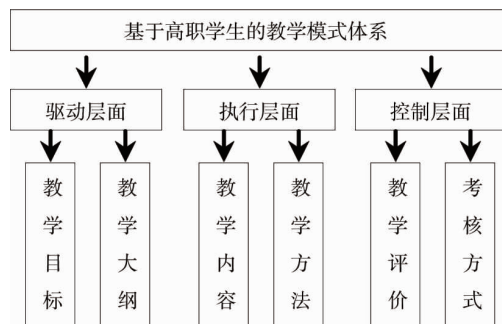 基于高职学生的教学模式体系
驱动层面
执行层面
控制层面
教学目标
教学大纲
教学内容
教学方法
教学评价
考核方式